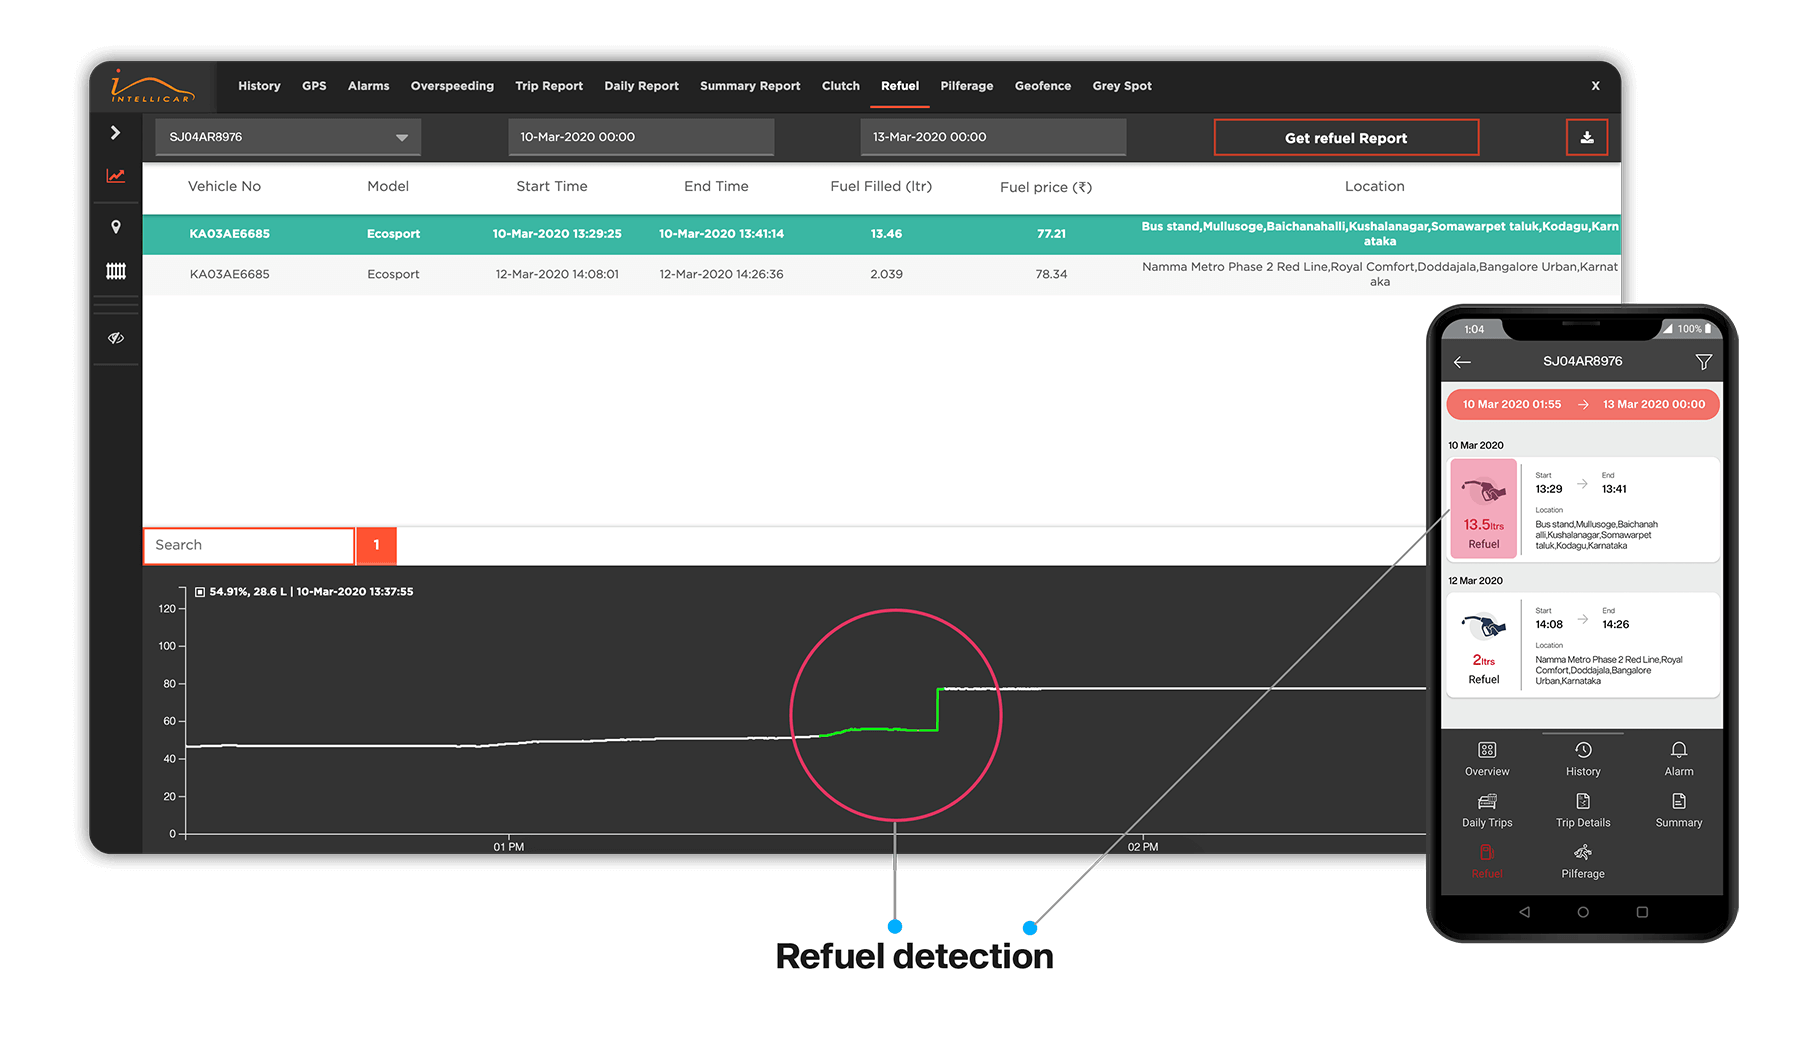 INTELLICAR
History GPS Alarms Overspeeding Trip Report Daily Report Summary Report Clutch Refuel Pilferage Geofence Grey Spot X
SJ04AR8976 10-Mar-2020 00:00 13-Mar-2020 00:00 Get refuel Report
Vehicle No Model Start Time End Time Fuel Filled (ltr) Fuel price (₹) Location
KA03AE6685 Ecosport 10-Mar-2020 13:29:25 10-Mar-2020 13:41:14 13.46 77.21 Bus stand,Mullusoge,Baichanahalli,Kushalanagar,Somawarpet taluk,Kodagu,Karn
ataka
KA03AE6685 Ecosport 12-Mar-2020 14:08:01 12-Mar-2020 14:26:36 2.039 78.34 Namma Metro Phase 2 Red Line,Royal Comfort,Doddajala,Bangalore Urban,Karnat
aka
Search 1
54.91%, 28.6 L | 10-Mar-2020 13:37:55
120
100
80
60
40
20
0
01 PM 02 PM
1:04 100%
SJ04AR8976
10 Mar 2020 01:55 → 13 Mar 2020 00:00
10 Mar 2020
Start → End
13:29 13:41
13.5ltrs
Refuel
Location
Bus stand,Mullusoge,Baichanah
alli,Kushalanagar,Somawarpet
taluk,Kodagu,Karnataka
12 Mar 2020
Start → End
14:08 14:26
2ltrs
Refuel
Location
Namma Metro Phase 2 Red Line,Royal
Comfort,Doddajala,Bangalore
Urban,Karnataka
Overview History Alarm
Daily Trips Trip Details Summary
Refuel Pilferage
Refuel detection